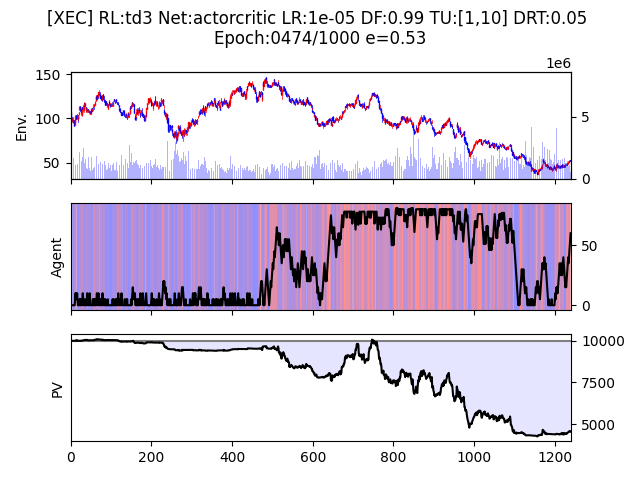 [XEC] RL:td3 Net:actorcritic LR:1e-05 DF:0.99 TU:[1,10] DRT:0.05
Epoch:0474/1000 e=0.53
1e6
150
100
50
Env.
5
0
Agent
50
0
PV
10000
7500
5000
0 200 400 600 800 1000 1200